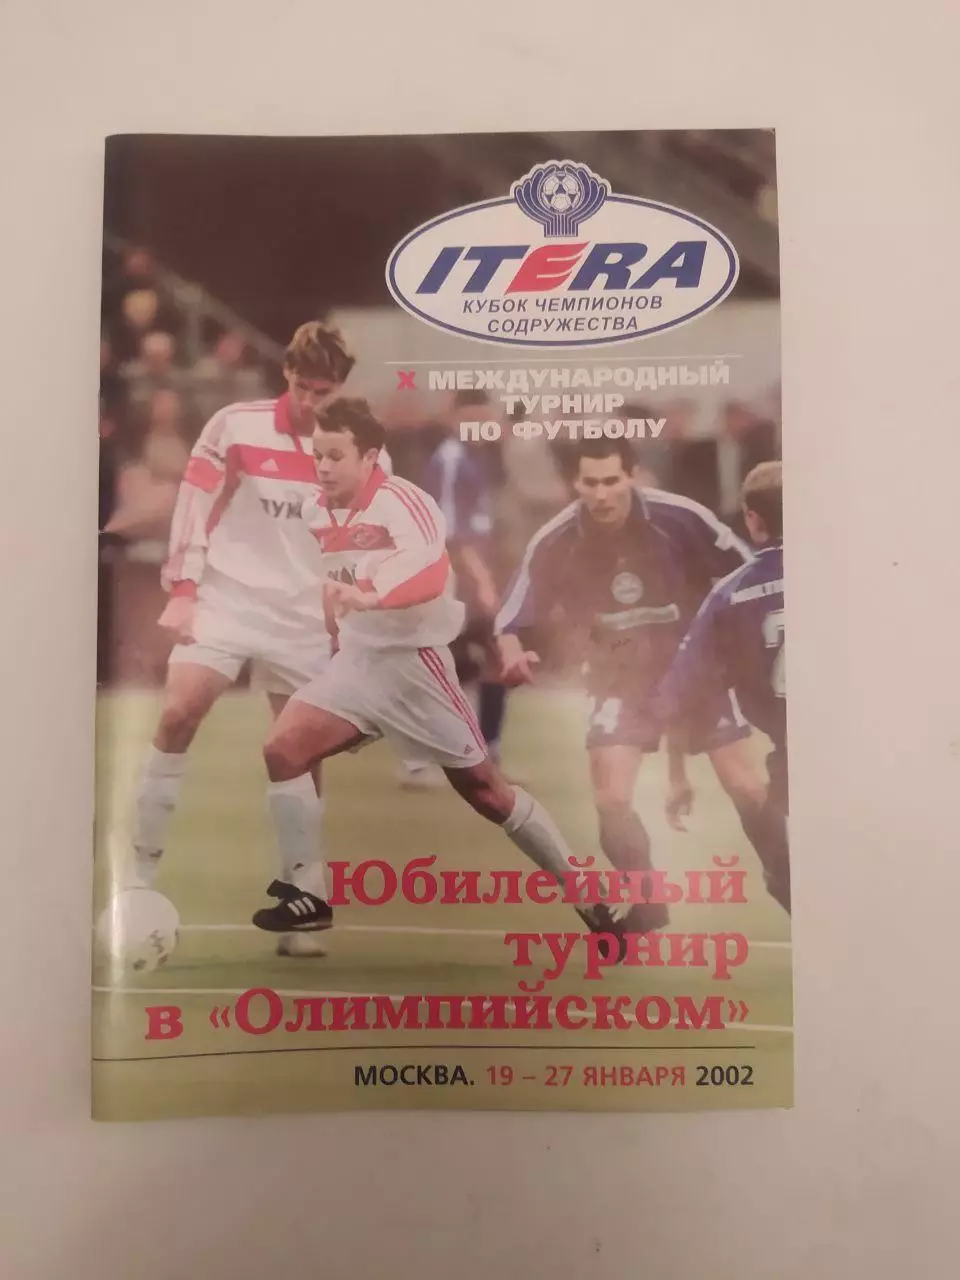 ITERA
КУБОК ЧЕМПИОНОВ
СОДРУЖЕСТВА
X МЕЖДУНАРОДНЫЙ
ТУРНИР
ПО ФУТБОЛУ
Юбилейный
турнир
в «Олимпийском»
МОСКВА. 19 – 27 ЯНВАРЯ 2002